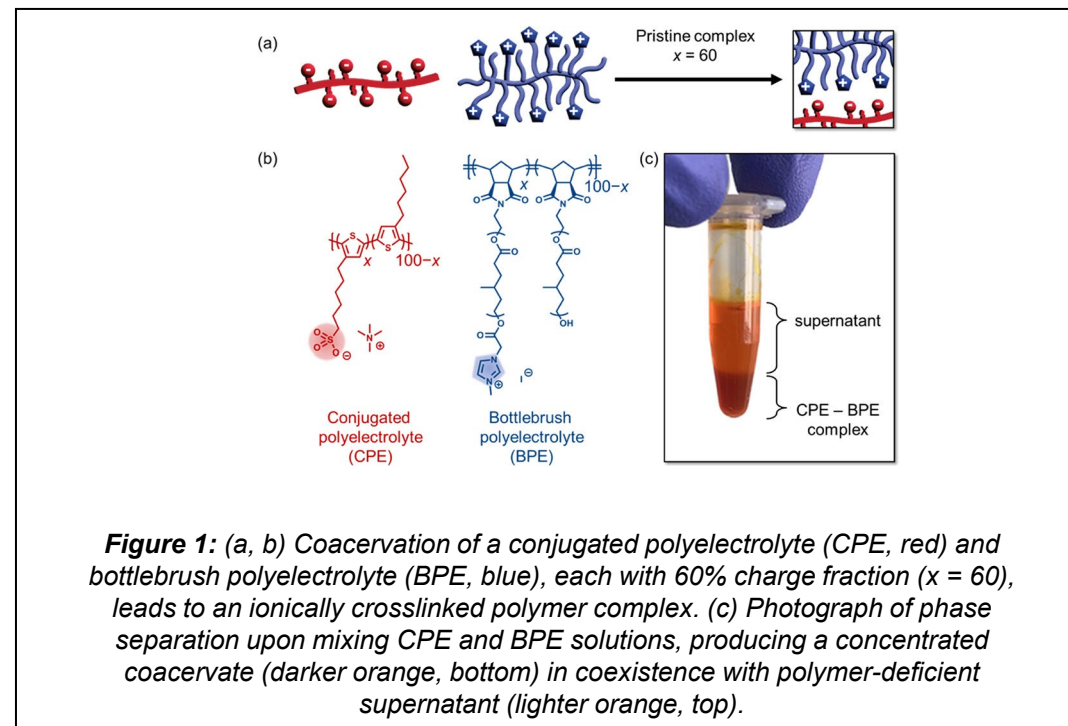 (a)
Pristine complex
x = 60
(b)
(c)
x
100−x
x
100−x
S
S
O
O
S
O
⊖
N
⊕
O
N
O
O
N
O
O
O
O
O
O
OH
O
N
N
⊕
I
⊖
supernatant
CPE – BPE
complex
Conjugated
polyelectrolyte
(CPE)
Bottlebrush
polyelectrolyte
(BPE)
Figure 1: (a, b) Coacervation of a conjugated polyelectrolyte (CPE, red) and
bottlebrush polyelectrolyte (BPE, blue), each with 60% charge fraction (x = 60),
leads to an ionically crosslinked polymer complex. (c) Photograph of phase
separation upon mixing CPE and BPE solutions, producing a concentrated
coacervate (darker orange, bottom) in coexistence with polymer-deficient
supernatant (lighter orange, top).